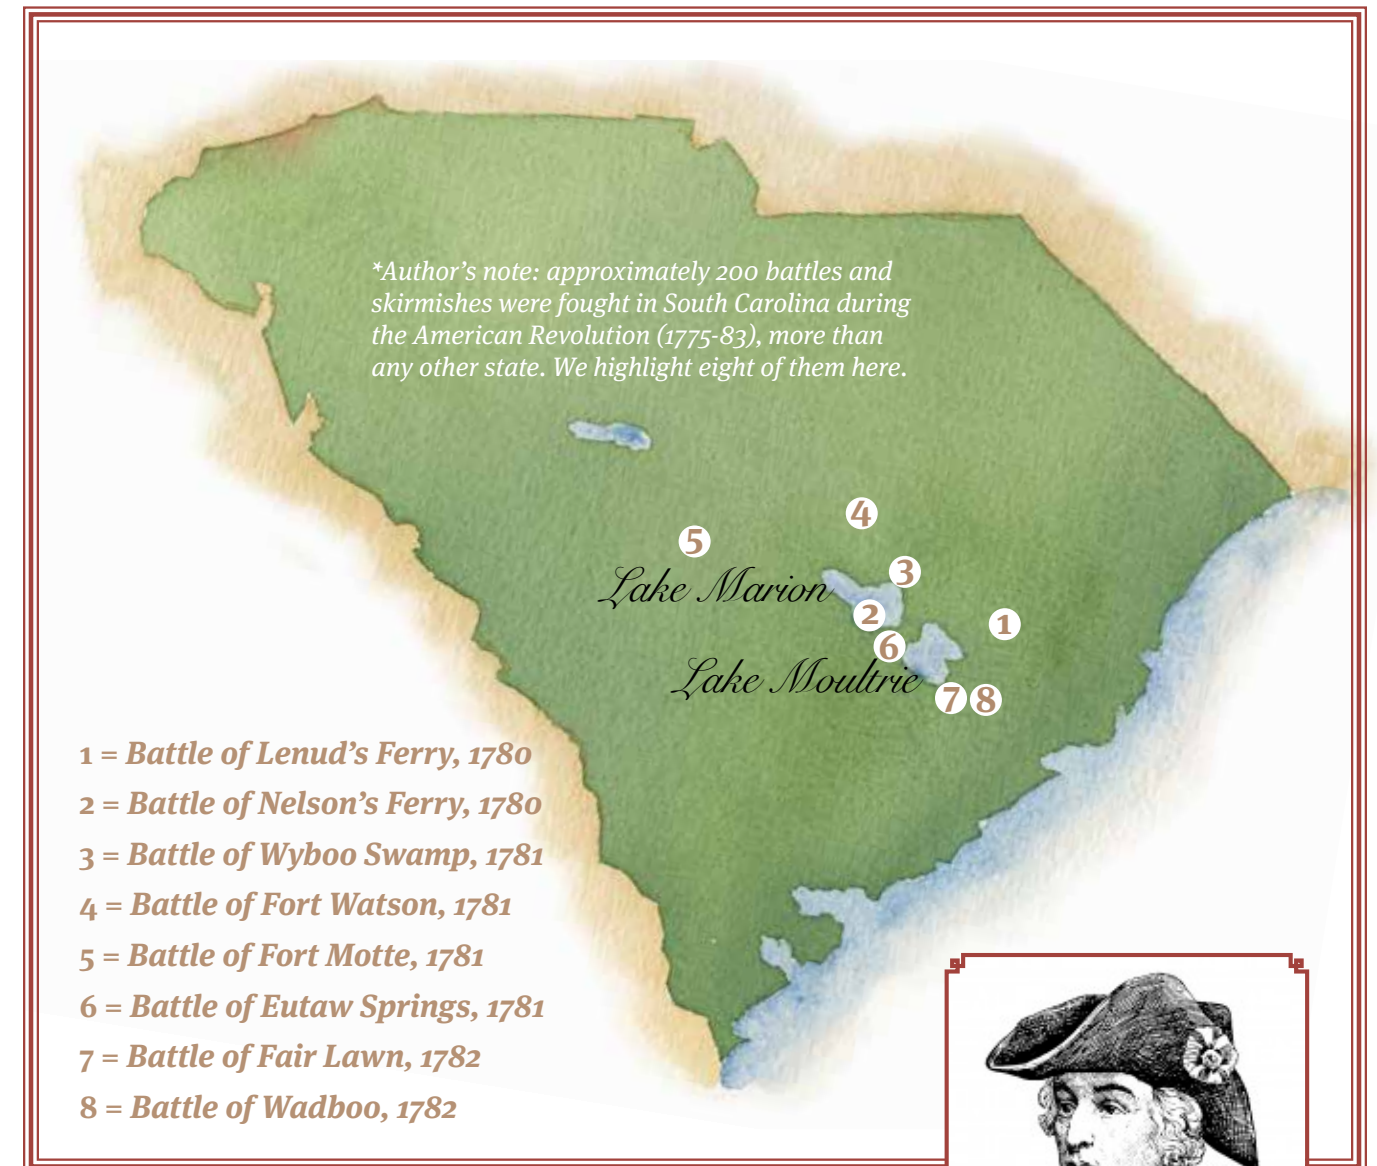 *Author’s note: approximately 200 battles and
skirmishes were fought in South Carolina during
the American Revolution (1775-83), more than
any other state. We highlight eight of them here.
4
5
3
Lake Marion
2
1
6
Lake Moultrie
7 8
1 = Battle of Lenud’s Ferry, 1780
2 = Battle of Nelson’s Ferry, 1780
3 = Battle of Wyboo Swamp, 1781
4 = Battle of Fort Watson, 1781
5 = Battle of Fort Motte, 1781
6 = Battle of Eutaw Springs, 1781
7 = Battle of Fair Lawn, 1782
8 = Battle of Wadboo, 1782